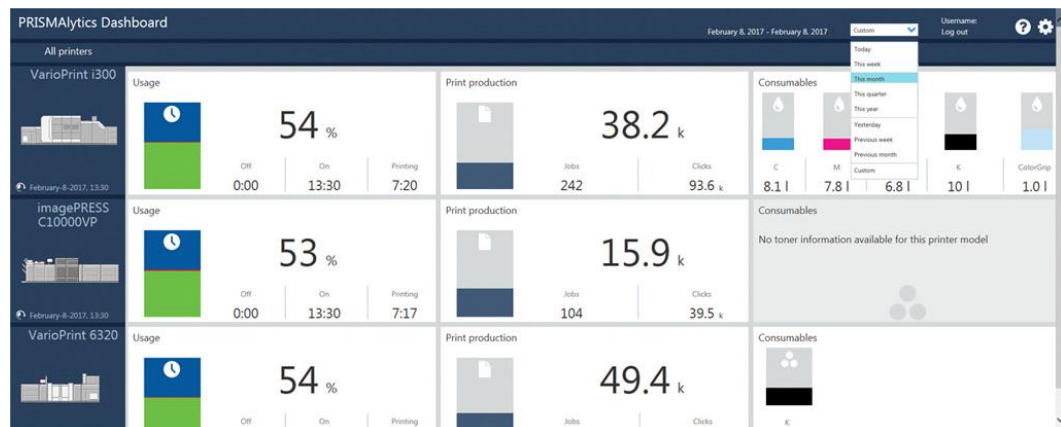 PRISMAlytics Dashboard
February 8, 2017 - February 8, 2017
Custom
Username:
Log out
?
All printers
Today
This week
This month
This quarter
This year
Yesterday
Previous week
Previous month
Custom
VarioPrint i300
February-8-2017, 13:30
Usage
54 %
Off On Printing
0:00 13:30 7:20
Print production
38.2 k
Jobs Clicks
242 93.6 k
Consumables
C M K ColorGrip
8.1 l 7.8 l 6.8 l 10 l 1.0 l
imagePRESS
C10000VP
February-8-2017, 13:30
Usage
53 %
Off On Printing
0:00 13:30 7:17
Print production
15.9 k
Jobs Clicks
104 39.5 k
Consumables
No toner information available for this printer model
VarioPrint 6320
Usage
54 %
Off On Printing
Print production
49.4 k
Jobs Clicks
Consumables
K